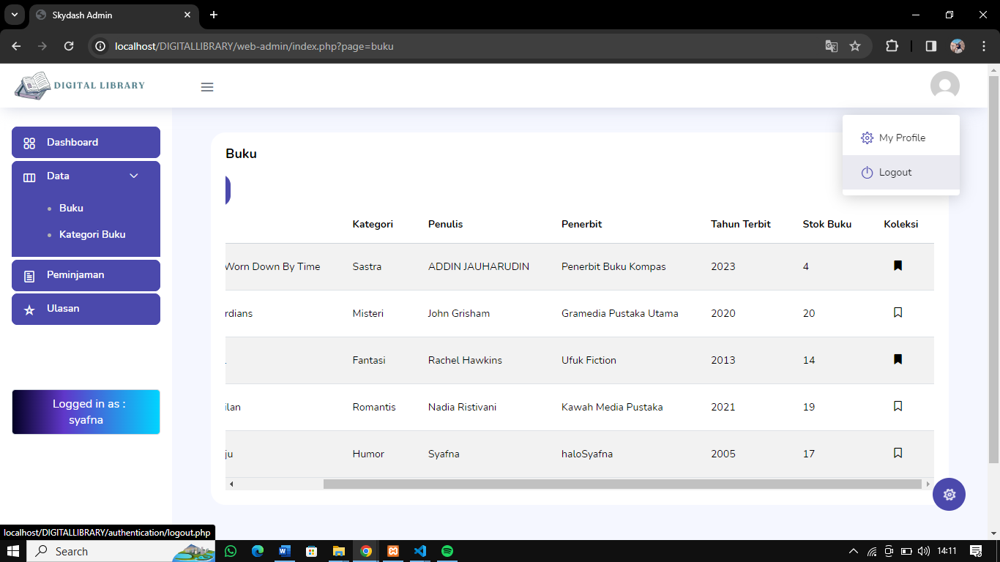 Skydash Admin
localhost/DIGITALLIBRARY/web-admin/index.php?page=buku
DIGITAL LIBRARY
My Profile
Logout
Dashboard
Data
Buku
Kategori Buku
Peminjaman
Ulasan
Logged in as :
syafna
Buku
Kategori Penulis Penerbit Tahun Terbit Stok Buku Koleksi
Worn Down By Time Sastra ADDIN JAUHARUDIN Penerbit Buku Kompas 2023 4
rdians Misteri John Grisham Gramedia Pustaka Utama 2020 20
Fantasi Rachel Hawkins Ufuk Fiction 2013 14
ilan Romantis Nadia Ristivani Kawah Media Pustaka 2021 19
ju Humor Syafna haloSyafna 2005 17
localhost/DIGITALLIBRARY/authentication/logout.php
Search
14:11